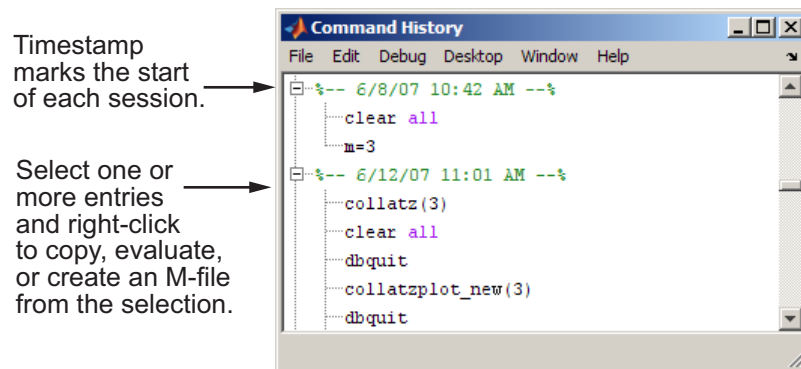 Timestamp
marks the start
of each session.
Select one or
more entries
and right-click
to copy, evaluate,
or create an M-file
from the selection.
Command History
File Edit Debug Desktop Window Help
%-- 6/8/07 10:42 AM --%
clear all
m=3
%-- 6/12/07 11:01 AM --%
collatz(3)
clear all
dbquit
collatzplot_new(3)
dbquit